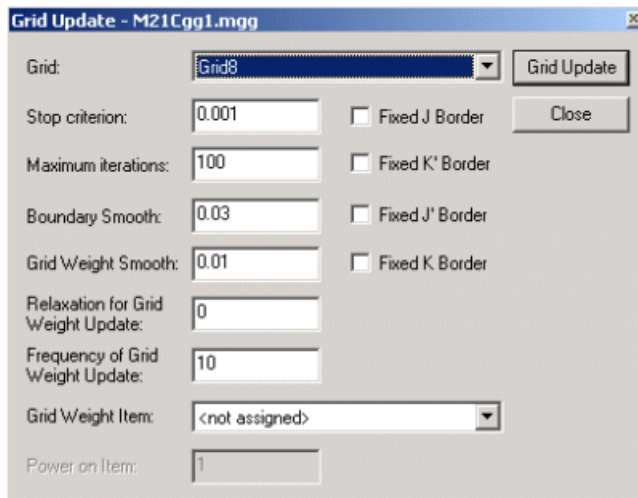 Grid Update - M21Cgg1.mgg
Grid: Grid8 Grid Update
Stop criterion: 0.001 Fixed J Border Close
Maximum iterations: 100 Fixed K' Border
Boundary Smooth: 0.03 Fixed J' Border
Grid Weight Smooth: 0.01 Fixed K Border
Relaxation for Grid
Weight Update: 0
Frequency of Grid
Weight Update: 10
Grid Weight Item: <not assigned>
Power on Item: 1